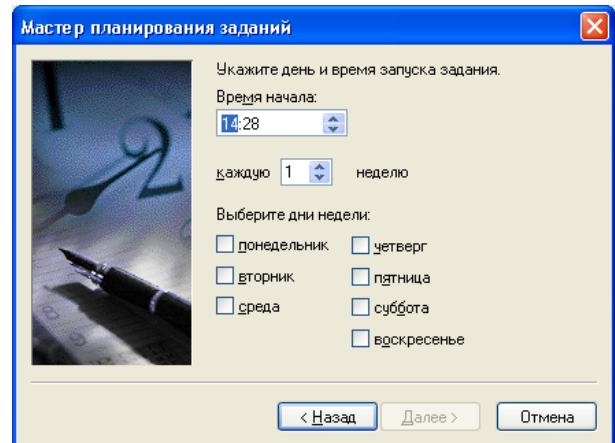 Мастер планирования заданий
Укажите день и время запуска задания.
Время начала:
14:28
каждую 1 неделю
Выберите дни недели:
понедельник четверг
вторник пятница
среда суббота
воскресенье
< Назад Далее > Отмена